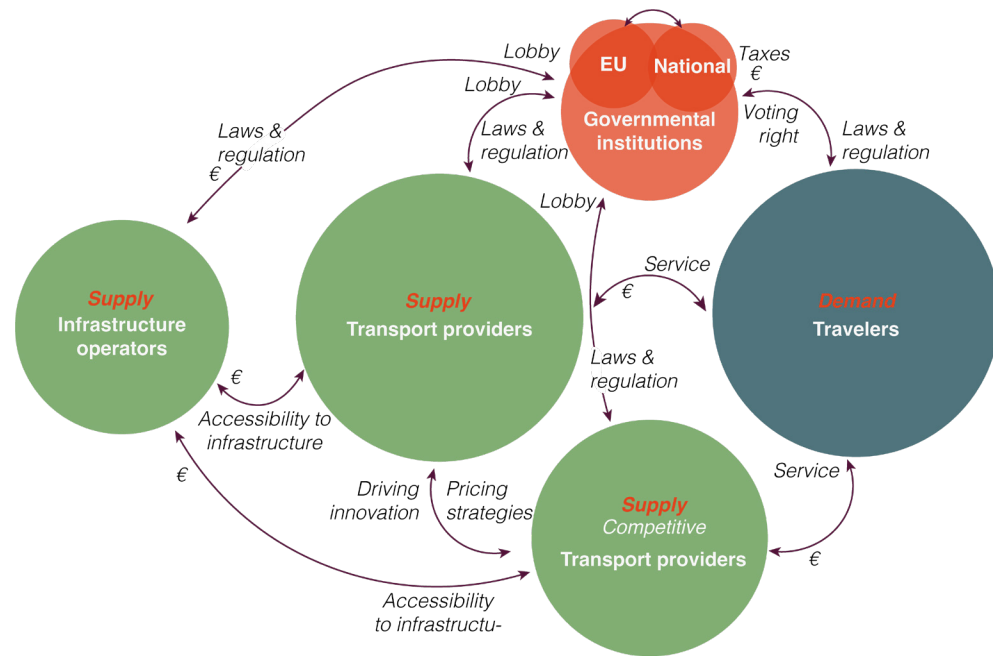 EU
National
Governmental
institutions
Lobby
Lobby
Taxes
€
Voting
right
Laws &
regulation
€
Laws &
regulation
Laws &
regulation
Lobby
Service
€
Supply
Infrastructure
operators
Supply
Transport providers
Demand
Travelers
Laws &
regulation
€
Accessibility to
infrastructure
€
Driving
innovation
Pricing
strategies
Supply
Competitive
Transport providers
Service
€
Accessibility
to infrastructu-